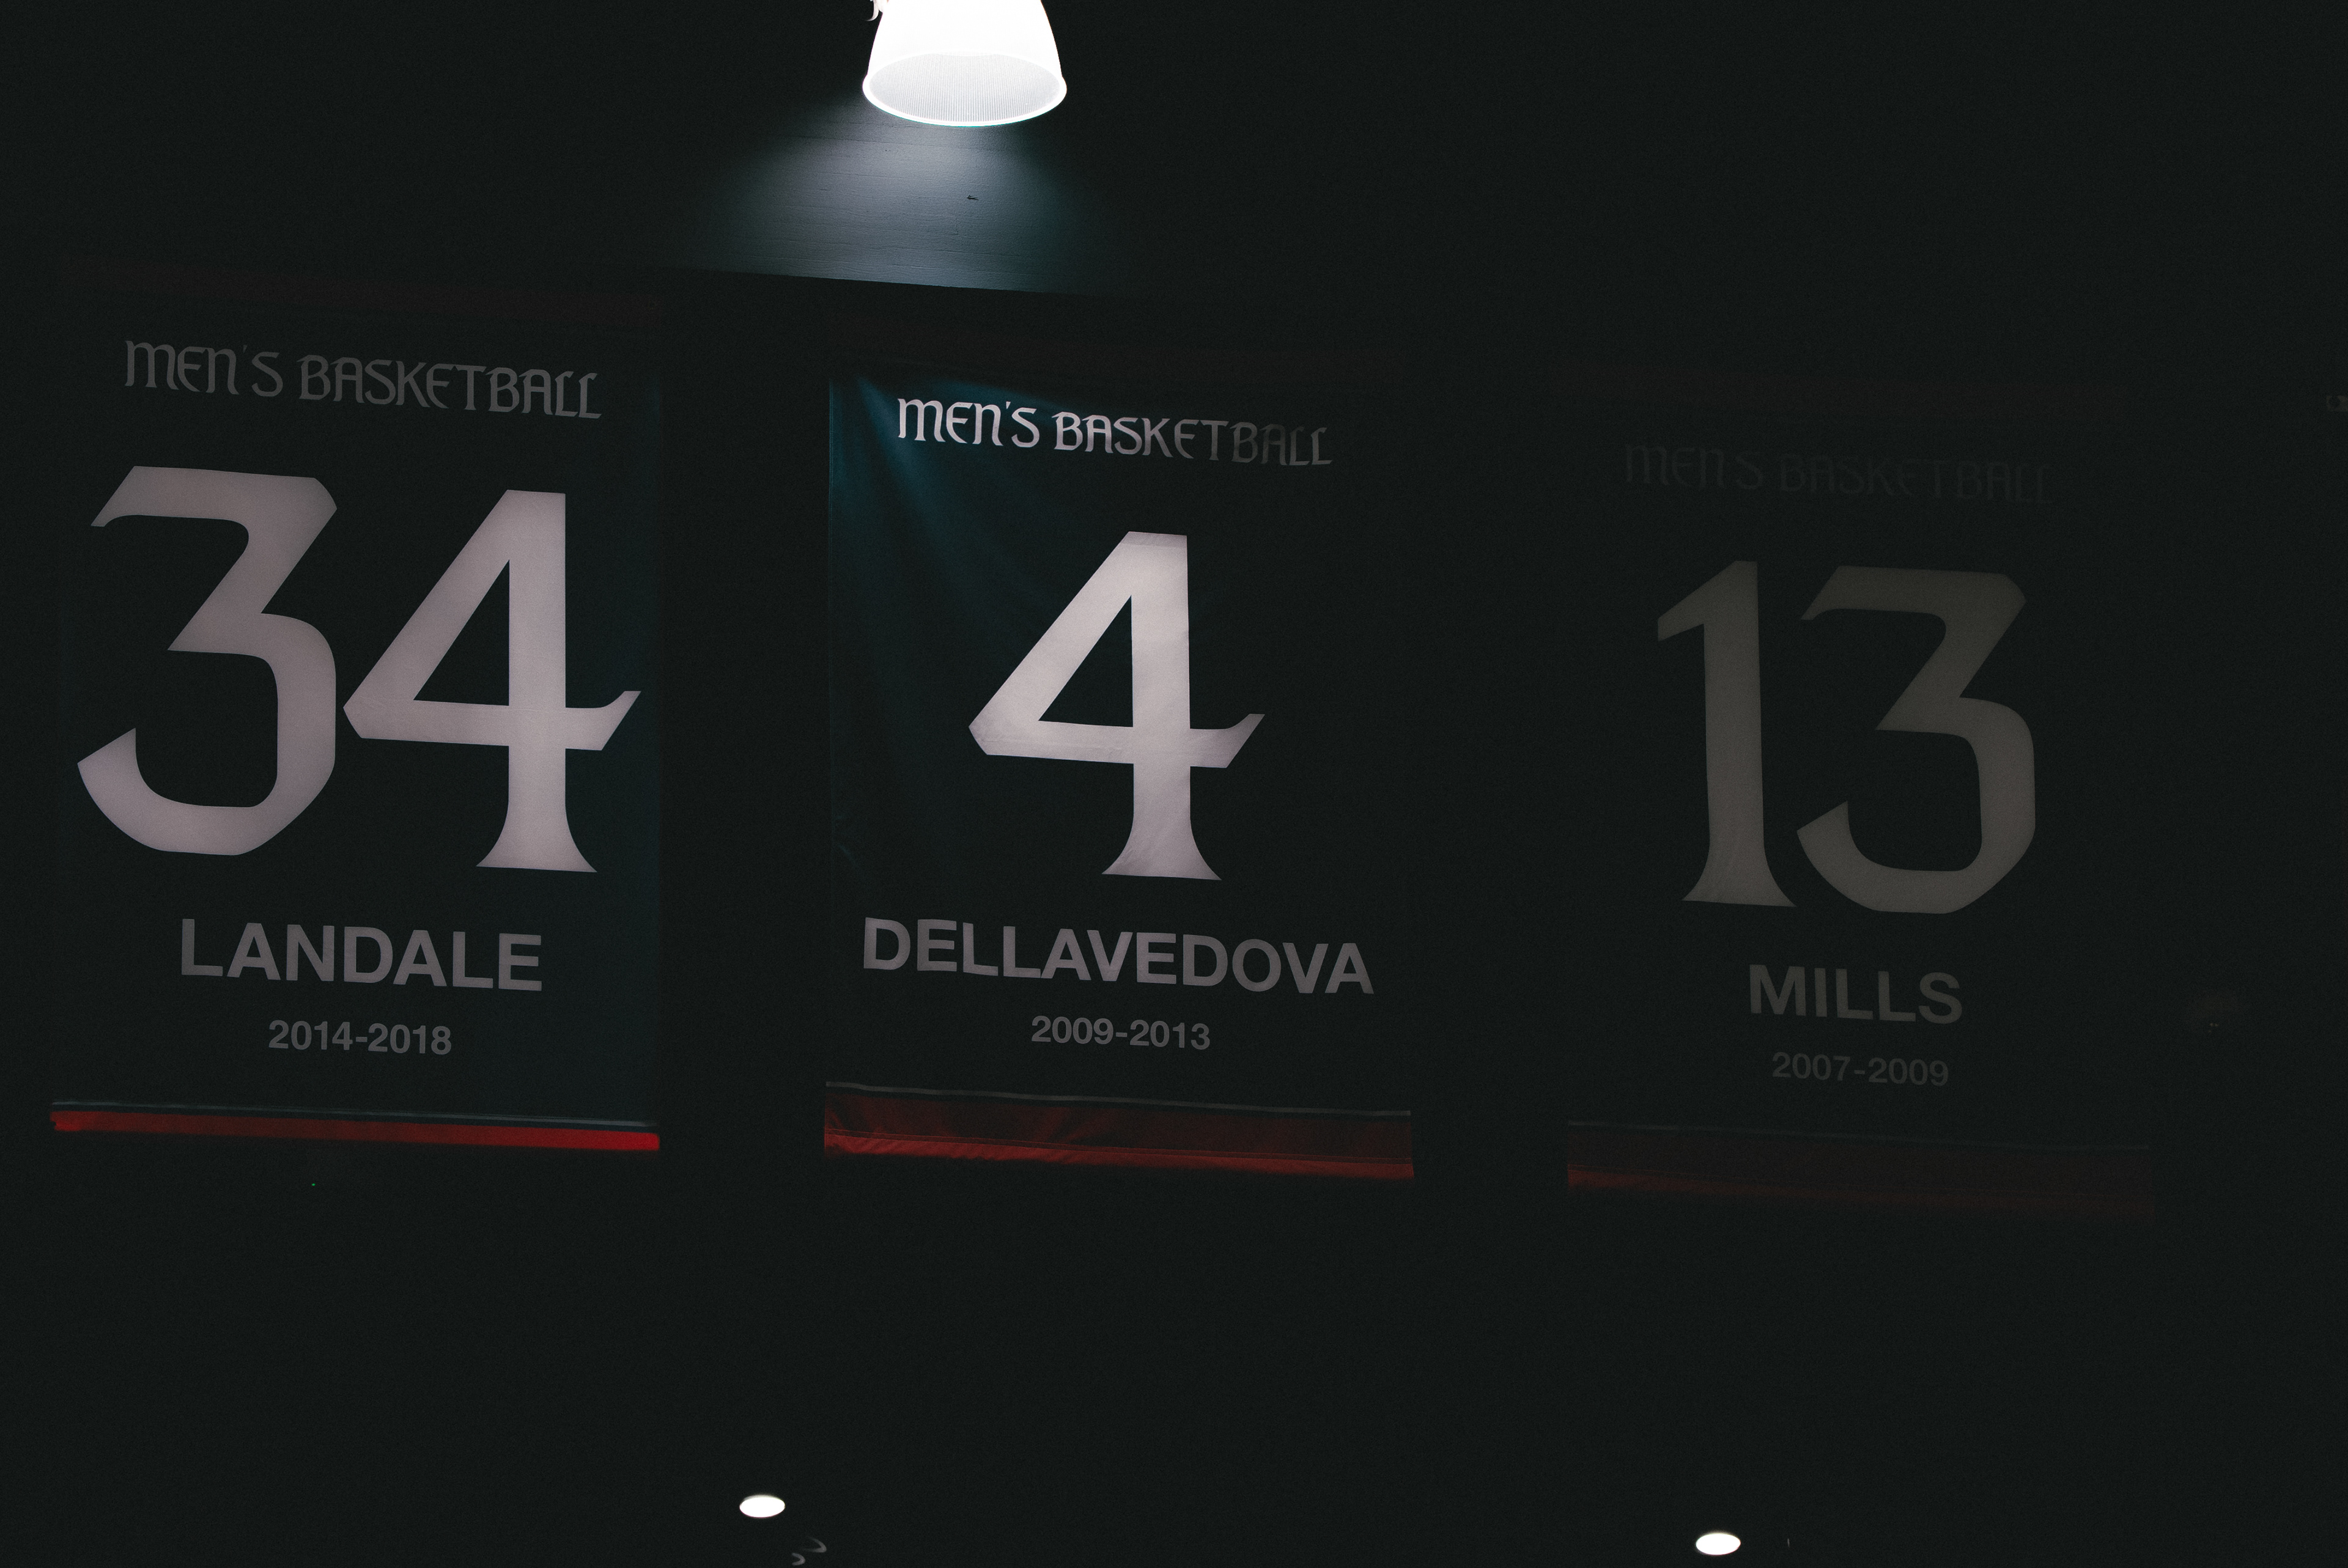 MEN'S BASKETBALL
34
LANDALE
2014-2018
MEN'S BASKETBALL
4
DELLAVEDOVA
2009-2013
MEN'S BASKETBALL
13
MILLS
2007-2009